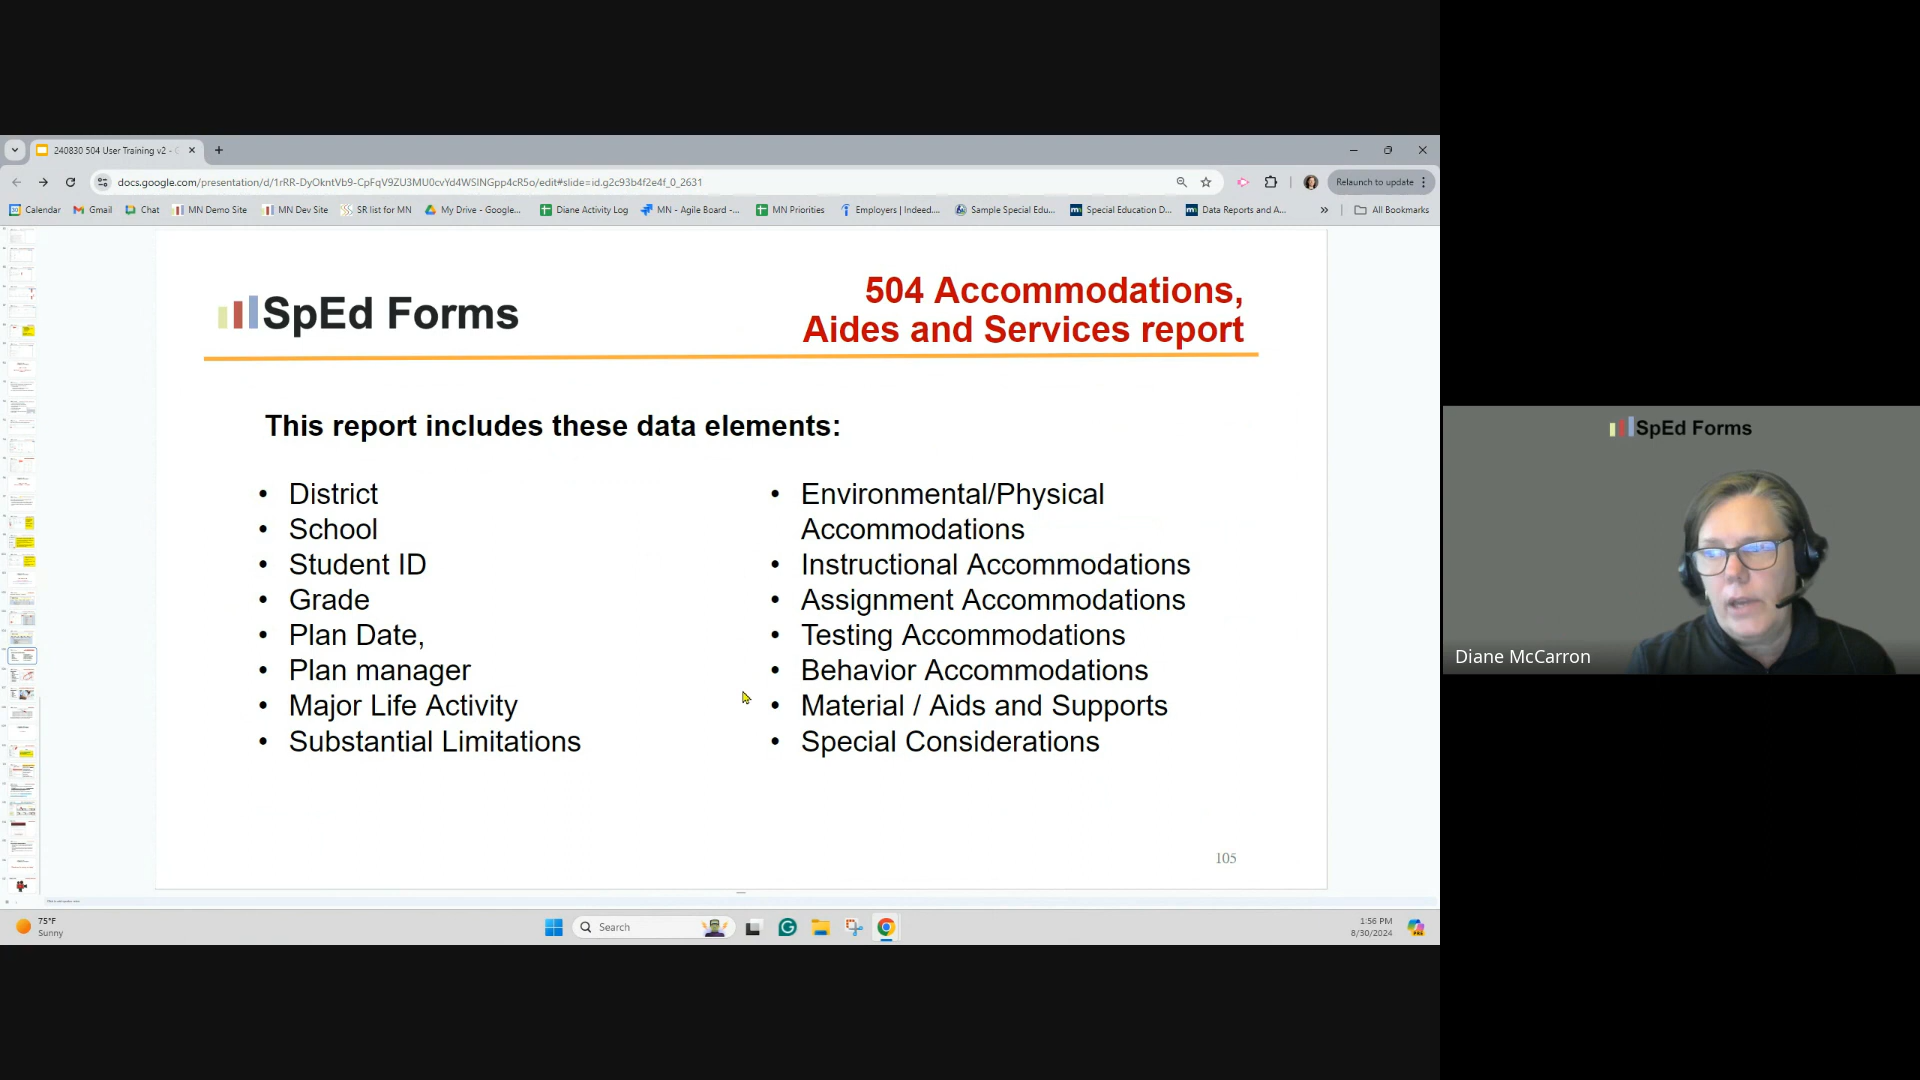 240830 504 User Training v2 -
docs.google.com/presentation/d/1rRR-DyOkntVb9-CpFqV9ZU3MU0cvYd4WSINGpp4cR5o/edit#slide=id.g2c93b4f2e4f_0_2631
Relaunch to update
Calendar Gmail Chat MN Demo Site MN Dev Site SR list for MN My Drive - Google... Diane Activity Log MN - Agile Board -... MN Priorities Employers | Indeed.... Sample Special Edu... Special Education D... Data Reports and A... » All Bookmarks
SpEd Forms
504 Accommodations,
Aides and Services report
This report includes these data elements:
• District
• School
• Student ID
• Grade
• Plan Date,
• Plan manager
• Major Life Activity
• Substantial Limitations
• Environmental/Physical
Accommodations
• Instructional Accommodations
• Assignment Accommodations
• Testing Accommodations
• Behavior Accommodations
• Material / Aids and Supports
• Special Considerations
105
SpEd Forms
Diane McCarron
75°F
Sunny
Search
1:56 PM
8/30/2024